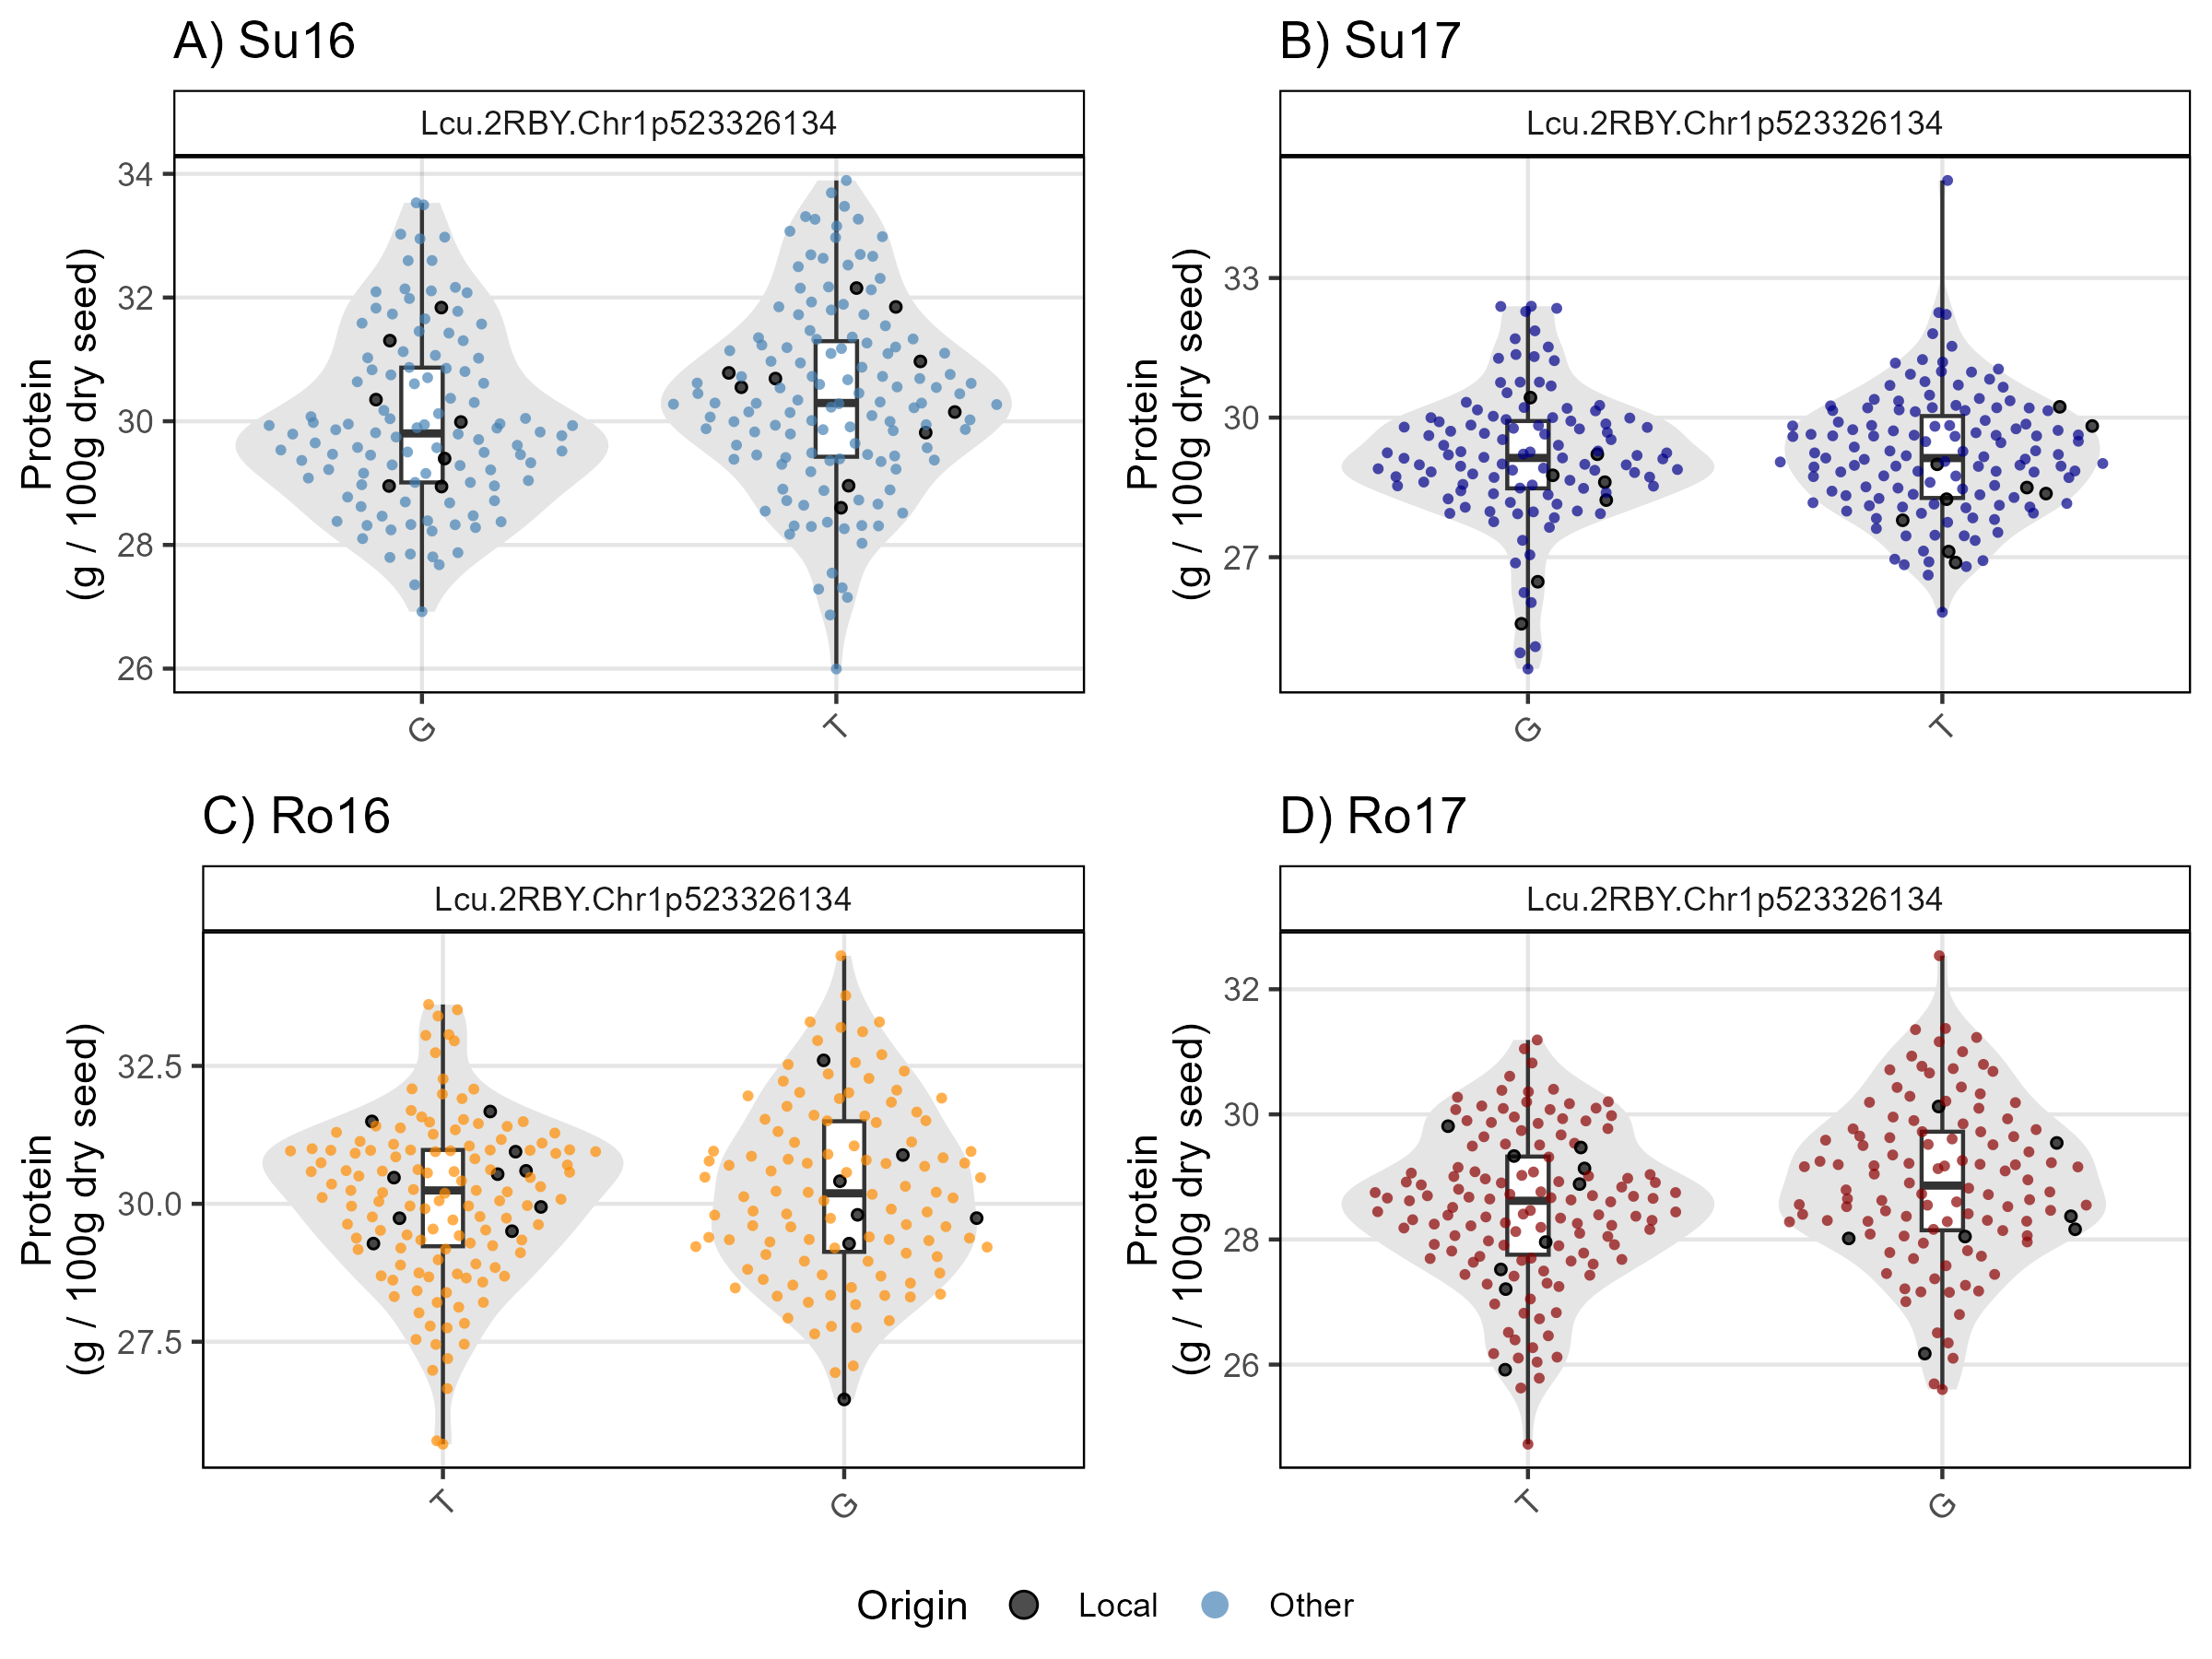 A) Su16
Lcu.2RBY.Chr1p523326134
Protein
(g / 100g dry seed)
34
32
30
28
26
G
T
B) Su17
Lcu.2RBY.Chr1p523326134
Protein
(g / 100g dry seed)
33
30
27
G
T
C) Ro16
Lcu.2RBY.Chr1p523326134
Protein
(g / 100g dry seed)
32.5
30.0
27.5
T
G
D) Ro17
Lcu.2RBY.Chr1p523326134
Protein
(g / 100g dry seed)
32
30
28
26
T
G
Origin Local Other